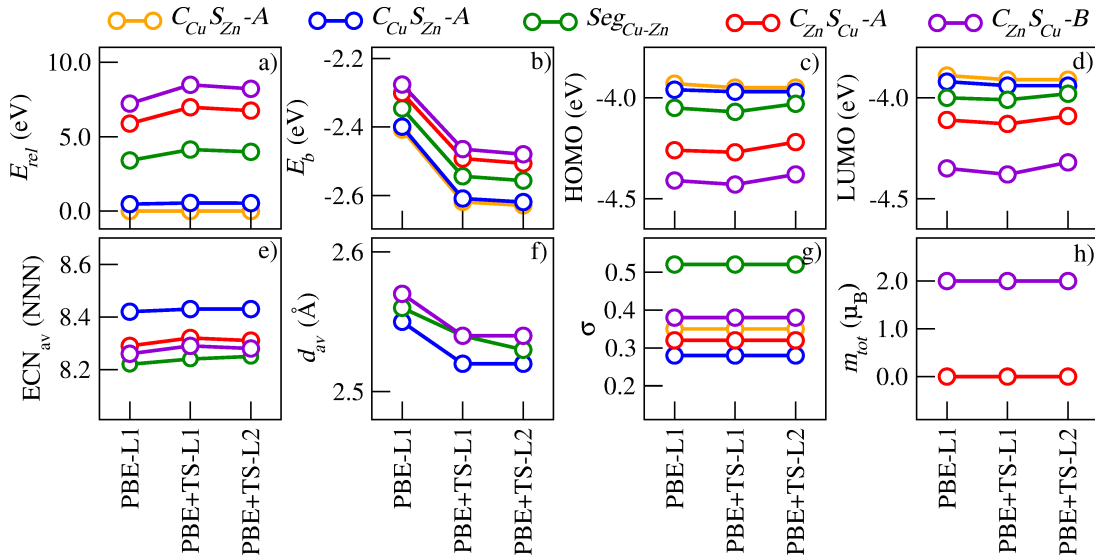 C_Cu S_Zn-A C_Cu S_Zn-A Seg_Cu-Zn C_Zn S_Cu-A C_Zn S_Cu-B
E_rel (eV)
10.0
5.0
0.0
a)
E_b (eV)
-2.2
-2.4
-2.6
b)
HOMO (eV)
-4.0
-4.5
c)
LUMO (eV)
-4.0
-4.5
d)
ECN_av (NNN)
8.6
8.4
8.2
e)
d_av (Å)
2.6
2.5
f)
σ
0.5
0.4
0.3
0.2
g)
m_tot (μ_B)
2.0
1.0
0.0
h)
PBE-L1
PBE+TS-L1
PBE+TS-L2
PBE-L1
PBE+TS-L1
PBE+TS-L2
PBE-L1
PBE+TS-L1
PBE+TS-L2
PBE-L1
PBE+TS-L1
PBE+TS-L2